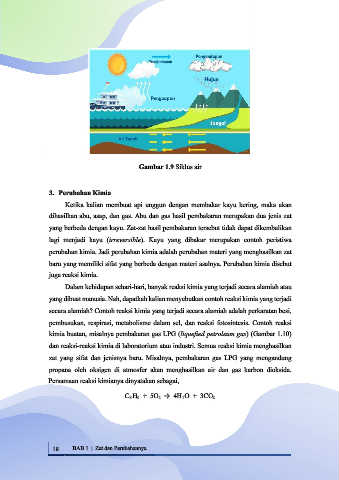 Pengembunan
Hujan
Penguapan
Sungai
Air Tanah
Gambar 1.9 Siklus air
3. Perubahan Kimia
Ketika kalian membuat api unggun dengan membakar kayu kering, maka akan
dihasilkan abu, asap, dan gas. Abu dan gas hasil pembakaran merupakan dua jenis zat
yang berbeda dengan kayu. Zat-zat hasil pembakaran tersebut tidak dapat dikembalikan
lagi menjadi kayu (irreversible). Kayu yang dibakar merupakan contoh peristiwa
perubahan kimia. Jadi perubahan kimia adalah perubahan materi yang menghasilkan zat
baru yang memiliki sifat yang berbeda dengan materi asalnya. Perubahan kimia disebut
juga reaksi kimia.
Dalam kehidupan sehari-hari, banyak reaksi kimia yang terjadi secara alamiah atau
yang dibuat manusia. Nah, dapatkah kalian menyebutkan contoh reaksi kimia yang terjadi
secara alamiah? Contoh reaksi kimia yang terjadi secara alamiah adalah perkaratan besi,
pembusukan, respirasi, metabolisme dalam sel, dan reaksi fotosintesis. Contoh reaksi
kimia buatan, misalnya pembakaran gas LPG (liquefied petroleum gas) (Gambar 1.10)
dan reaksi-reaksi kimia di laboratorium atau industri. Semua reaksi kimia menghasilkan
zat yang sifat dan jenisnya baru. Misalnya, pembakaran gas LPG yang mengandung
propana oleh oksigen di atmosfer akan menghasilkan air dan gas karbon dioksida.
Persamaan reaksi kimianya dinyatakan sebagai,
C₃H₈ + 5O₂ → 4H₂O + 3CO₂
18 BAB 1 | Zat dan Perubahannya